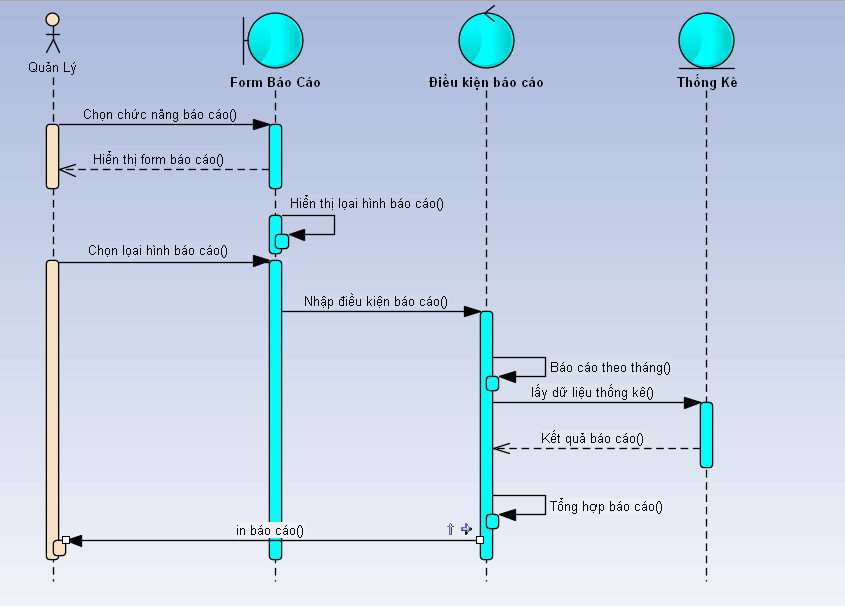 Quản Lý
Form Báo Cáo
Điều kiện báo cáo
Thống Kê
Chọn chức năng báo cáo()
Hiển thị form báo cáo()
Hiển thị lọai hình báo cáo()
Chọn lọai hình báo cáo()
Nhập điều kiện báo cáo()
Báo cáo theo tháng()
lấy dữ liệu thống kê()
Kết quả báo cáo()
Tổng hợp báo cáo()
in báo cáo()